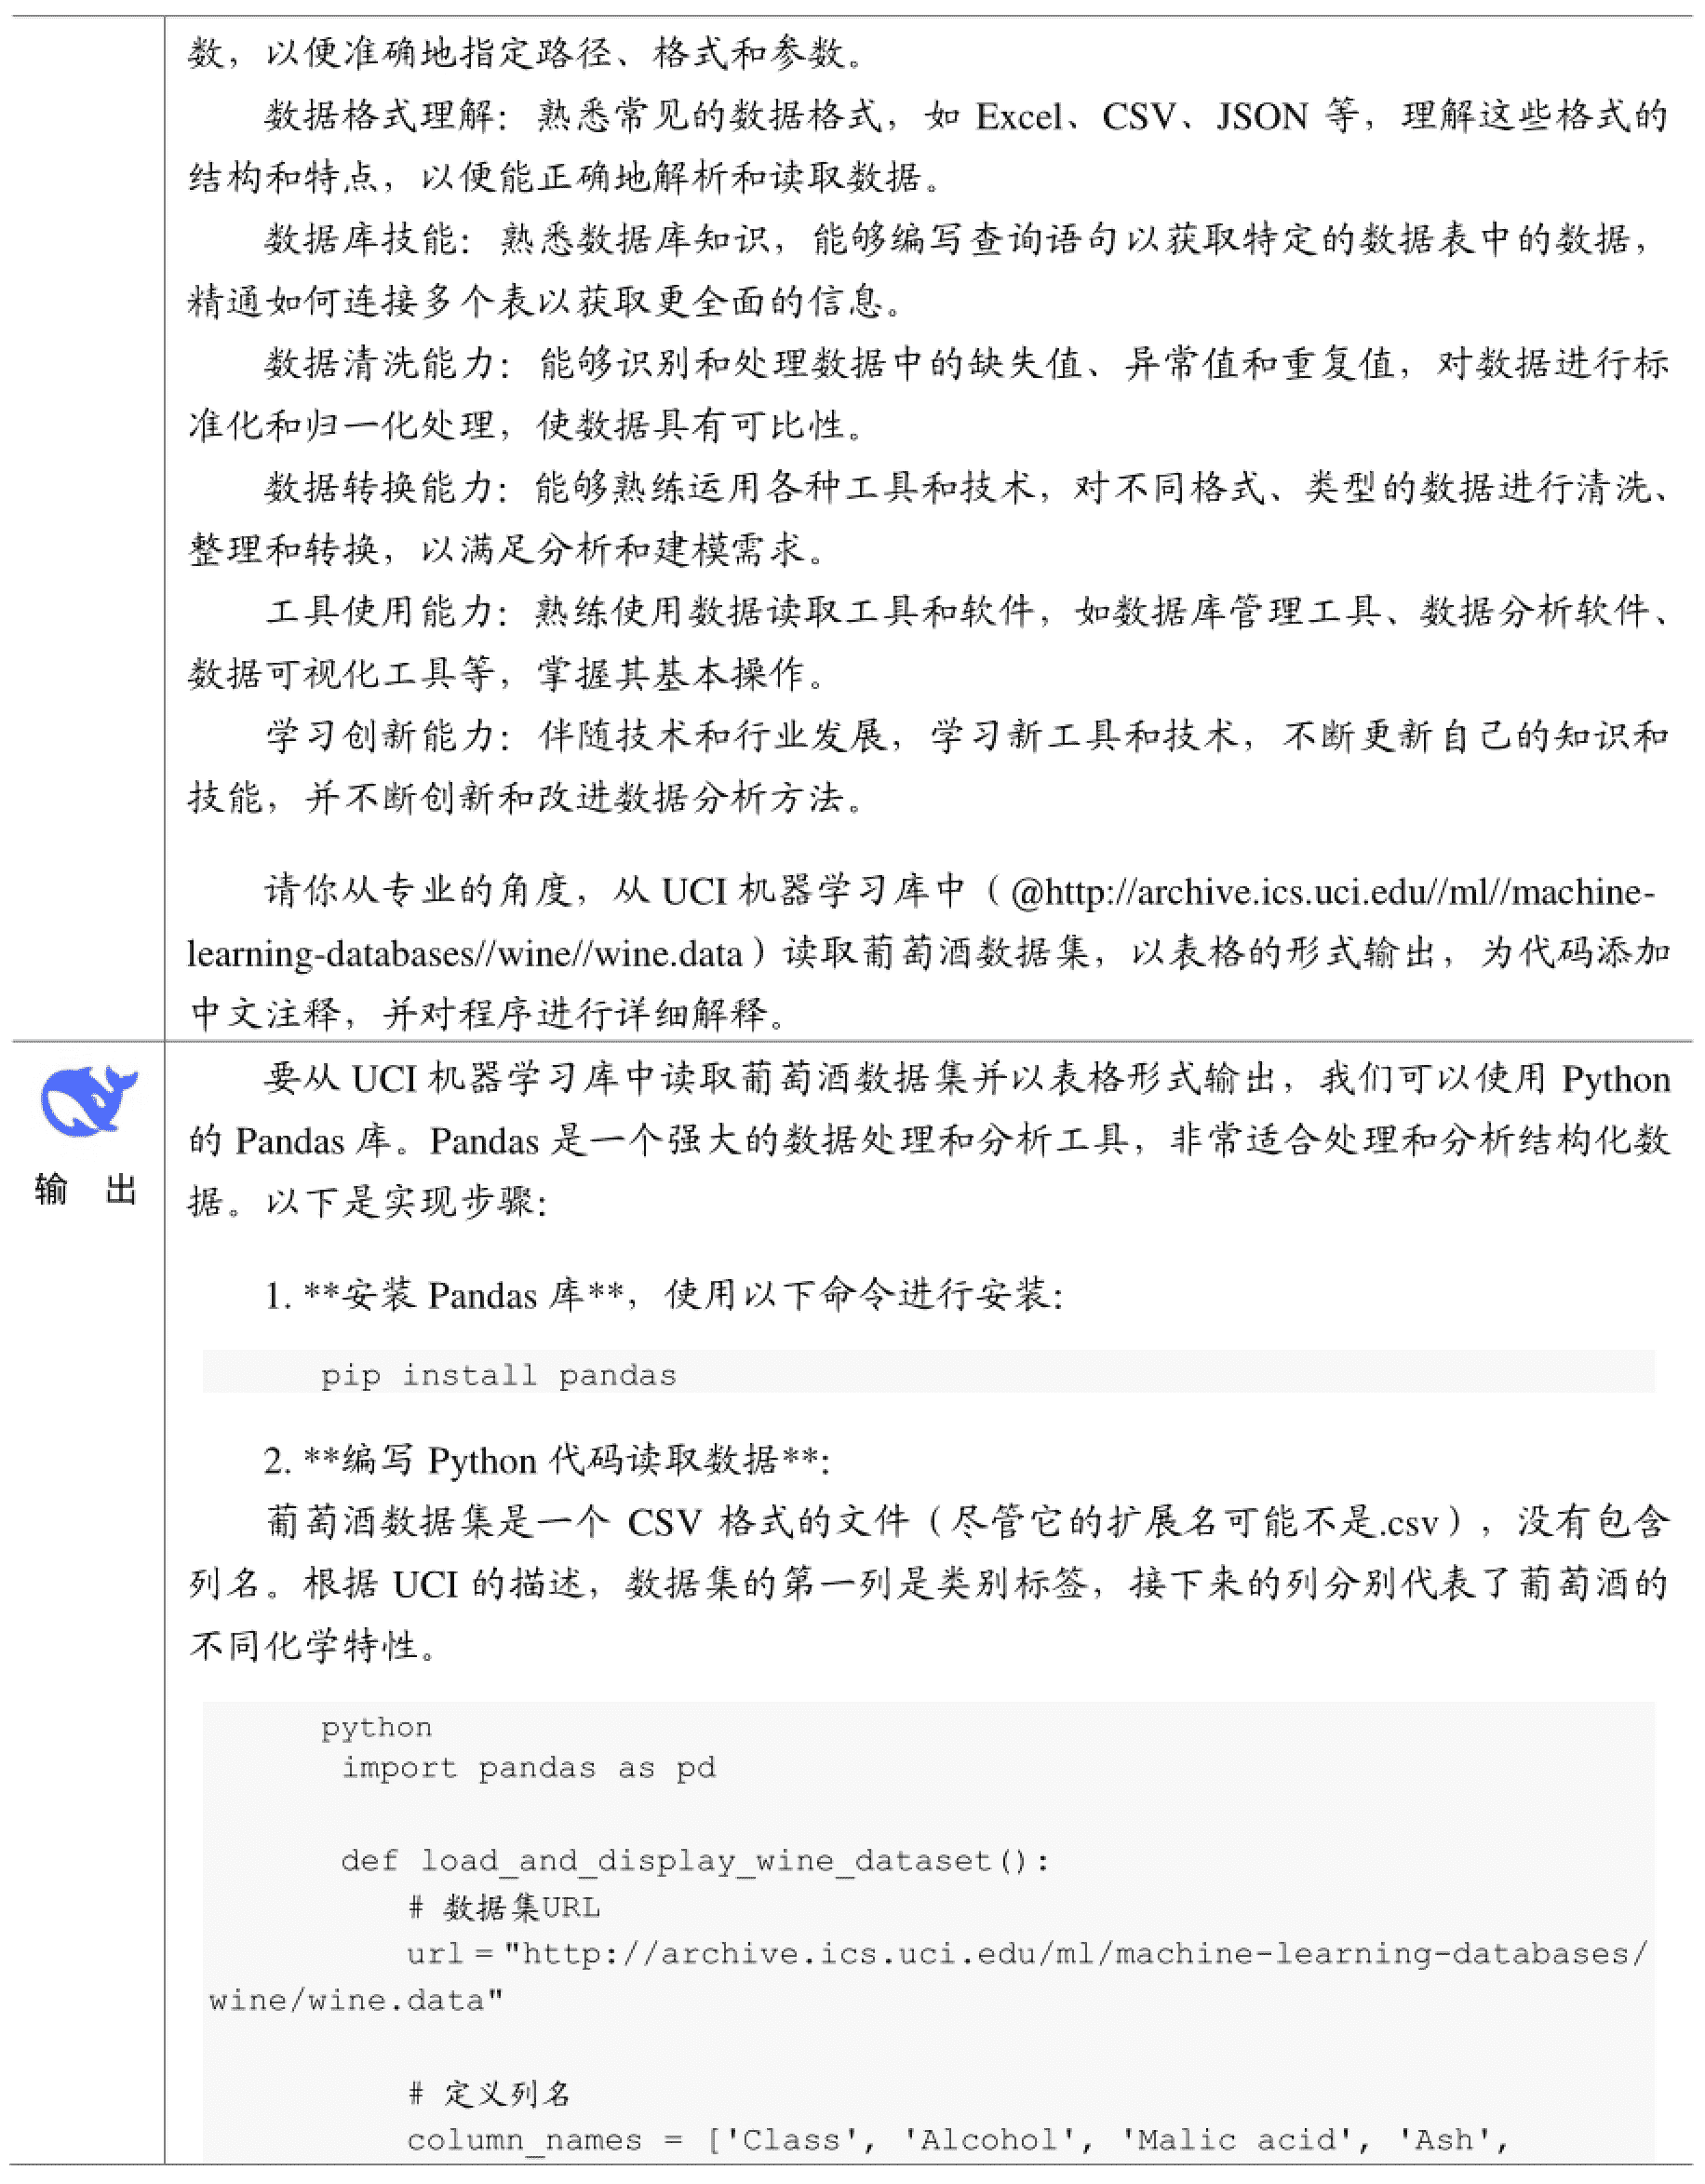 数，以便准确地指定路径、格式和参数。
数据格式理解：熟悉常见的数据格式，如 Excel、CSV、JSON 等，理解这些格式的
结构和特点，以便能正确地解析和读取数据。
数据库技能：熟悉数据库知识，能够编写查询语句以获取特定的数据表中的数据，
精通如何连接多个表以获取更全面的信息。
数据清洗能力：能够识别和处理数据中的缺失值、异常值和重复值，对数据进行标
准化和归一化处理，使数据具有可比性。
数据转换能力：能够熟练运用各种工具和技术，对不同格式、类型的数据进行清洗、
整理和转换，以满足分析和建模需求。
工具使用能力：熟练使用数据读取工具和软件，如数据库管理工具、数据分析软件、
数据可视化工具等，掌握其基本操作。
学习创新能力：伴随技术和行业发展，学习新工具和技术，不断更新自己的知识和
技能，并不断创新和改进数据分析方法。
请你从专业的角度，从 UCI 机器学习库中（@http://archive.ics.uci.edu//ml//machine-
learning-databases//wine//wine.data）读取葡萄酒数据集，以表格的形式输出，为代码添加
中文注释，并对程序进行详细解释。
输 出
要从 UCI 机器学习库中读取葡萄酒数据集并以表格形式输出，我们可以使用 Python
的 Pandas 库。Pandas 是一个强大的数据处理和分析工具，非常适合处理和分析结构化数
据。以下是实现步骤：
1. **安装 Pandas 库**，使用以下命令进行安装：
pip install pandas
2. **编写 Python 代码读取数据**：
葡萄酒数据集是一个 CSV 格式的文件（尽管它的扩展名可能不是.csv），没有包含
列名。根据 UCI 的描述，数据集的第一列是类别标签，接下来的列分别代表了葡萄酒的
不同化学特性。
python
import pandas as pd
def load_and_display_wine_dataset():
# 数据集URL
url = "http://archive.ics.uci.edu/ml/machine-learning-databases/
wine/wine.data"
# 定义列名
column_names = ['Class', 'Alcohol', 'Malic acid', 'Ash',